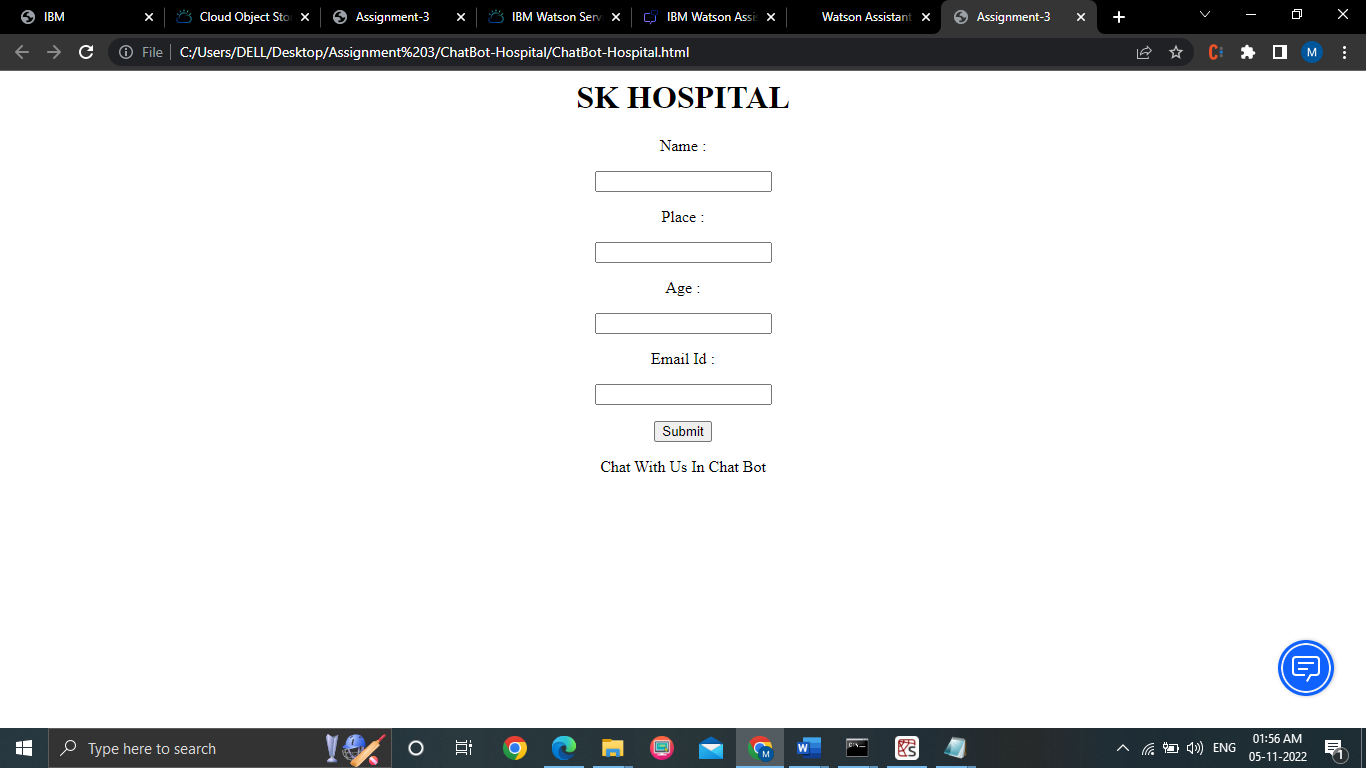 IBM
Cloud Object Sto
Assignment-3
IBM Watson Serv
IBM Watson Assis
Watson Assistant
Assignment-3
File
C:/Users/DELL/Desktop/Assignment%203/ChatBot-Hospital/ChatBot-Hospital.html
M
SK HOSPITAL
Name :
Place :
Age :
Email Id :
Submit
Chat With Us In Chat Bot
Type here to search
M
ENG
01:56 AM
05-11-2022
1